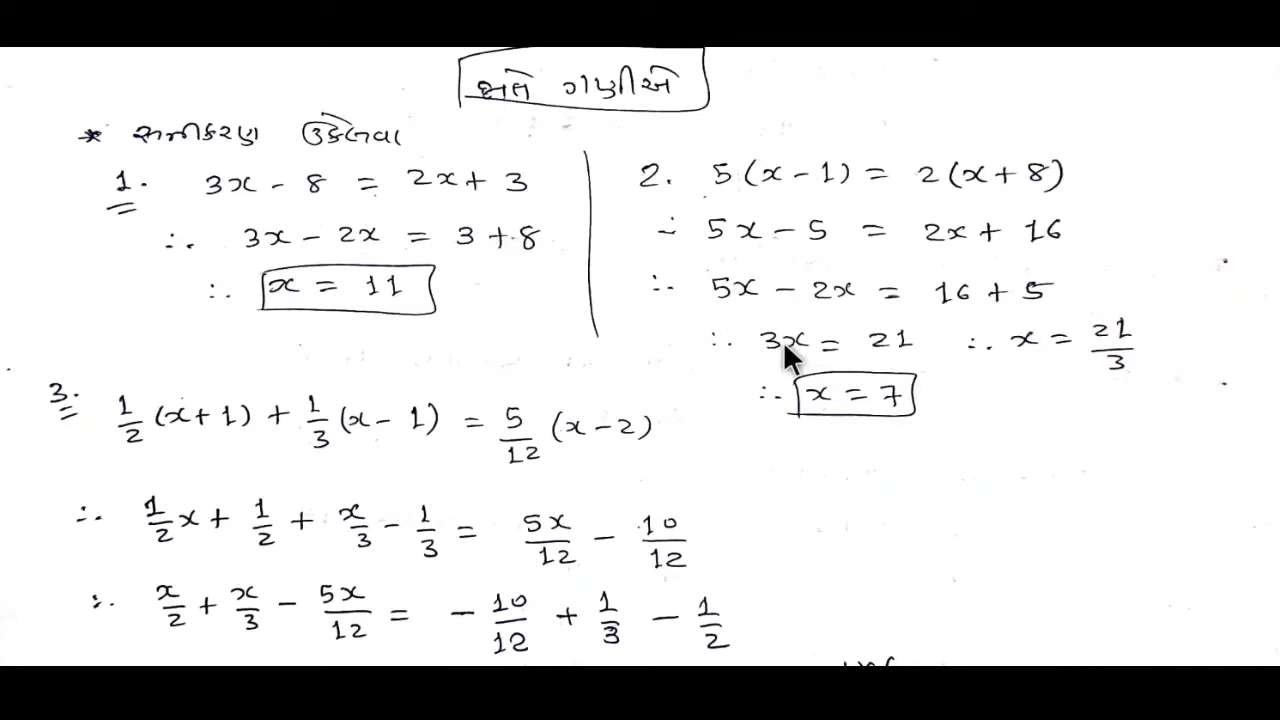 અને ગણીએ
* સમીકરણ ઉકેલવા
1. 3x - 8 = 2x + 3
∴ 3x - 2x = 3 + 8
∴ x = 11
2. 5(x - 1) = 2(x + 8)
∴ 5x - 5 = 2x + 16
∴ 5x - 2x = 16 + 5
∴ 3x = 21 ∴ x = 21/3
∴ x = 7
3. 1/2 (x + 1) + 1/3 (x - 1) = 5/12 (x - 2)
∴ 1/2 x + 1/2 + x/3 - 1/3 = 5x/12 - 10/12
∴ x/2 + x/3 - 5x/12 = - 10/12 + 1/3 - 1/2